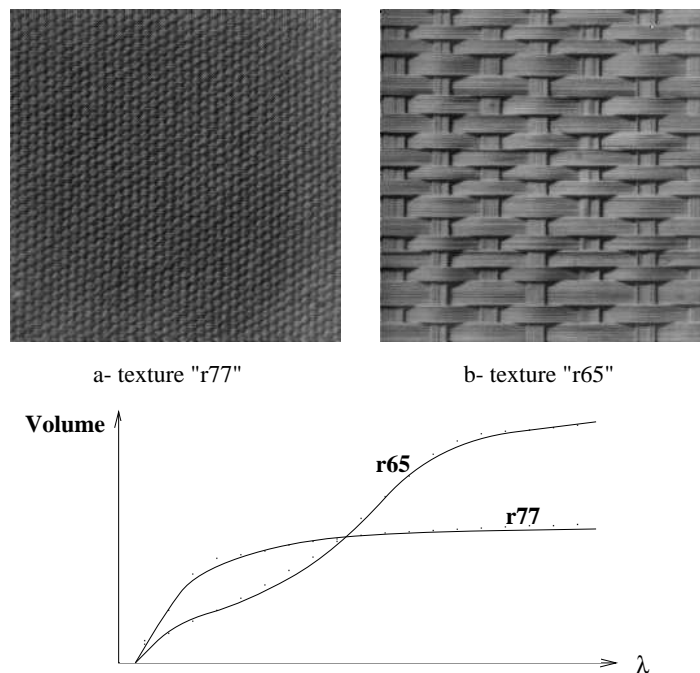 a- texture "r77"
b- texture "r65"
Volume
r65
r77
λ